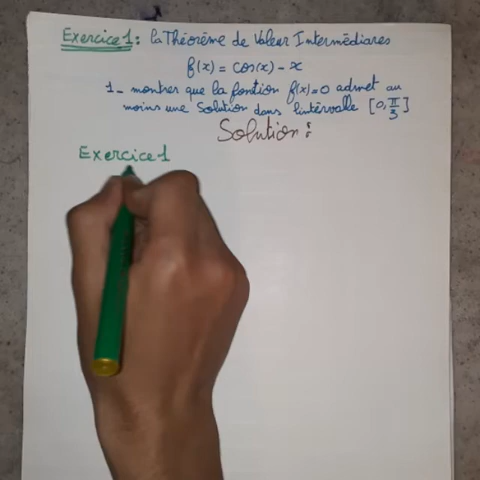 Exercice 1 : la Théorème de Valeur Intermédiares
f(x) = cos(x) - x
1 - montrer que la fontion f(x)=0 admet au
moins une Solution dans l'intervalle [0, π/3]
Solution :
Exercice 1